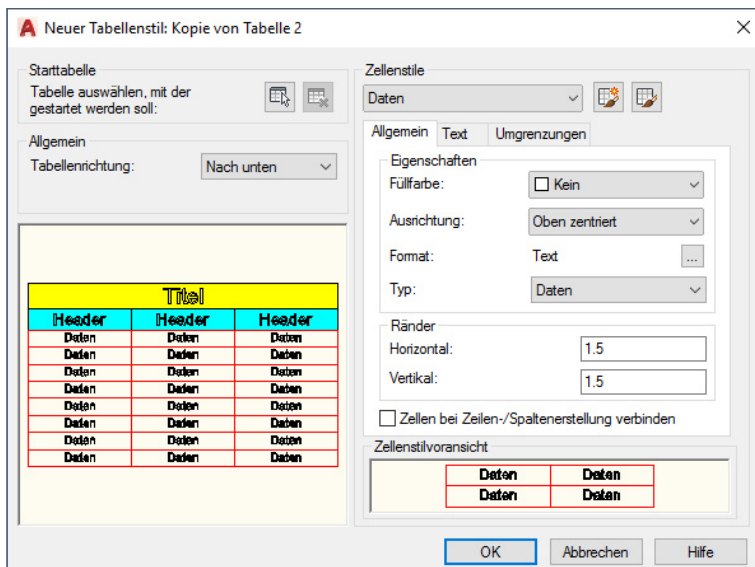 Neuer Tabellenstil: Kopie von Tabelle 2
Starttabelle
Tabelle auswählen, mit der
gestartet werden soll:
Allgemein
Tabellenrichtung:
Nach unten
Titel
Header Header Header
Daten Daten Daten
Daten Daten Daten
Daten Daten Daten
Daten Daten Daten
Daten Daten Daten
Daten Daten Daten
Daten Daten Daten
Daten Daten Daten
Zellenstile
Daten
Allgemein Text Umgrenzungen
Eigenschaften
Füllfarbe: Kein
Ausrichtung: Oben zentriert
Format: Text ...
Typ: Daten
Ränder
Horizontal: 1.5
Vertikal: 1.5
Zellen bei Zeilen-/Spaltenerstellung verbinden
Zellenstilvoransicht
Daten Daten
Daten Daten
OK Abbrechen Hilfe